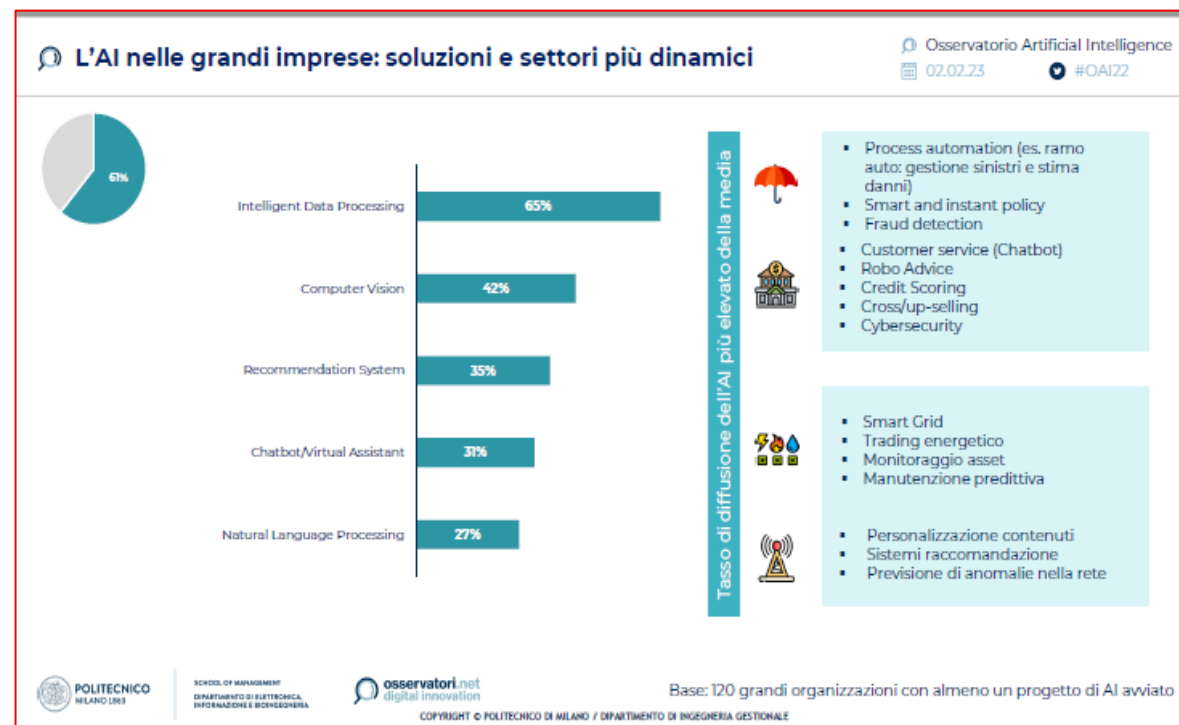 L'AI nelle grandi imprese: soluzioni e settori più dinamici
Osservatorio Artificial Intelligence
02.02.23
#OAI22
61%
Intelligent Data Processing
65%
Computer Vision
42%
Recommendation System
35%
Chatbot/Virtual Assistant
31%
Natural Language Processing
27%
Tasso di diffusione dell'AI più elevato della media
▪ Process automation (es. ramo
auto: gestione sinistri e stima
danni)
▪ Smart and instant policy
▪ Fraud detection
▪ Customer service (Chatbot)
▪ Robo Advice
▪ Credit Scoring
▪ Cross/up-selling
▪ Cybersecurity
▪ Smart Grid
▪ Trading energetico
▪ Monitoraggio asset
▪ Manutenzione predittiva
▪ Personalizzazione contenuti
▪ Sistemi raccomandazione
▪ Previsione di anomalie nella rete
POLITECNICO
MILANO 1863
SCHOOL OF MANAGEMENT
DIPARTIMENTO DI ELETTRONICA,
INFORMAZIONE E BIOINGEGNERIA
osservatori.net
digital innovation
Base: 120 grandi organizzazioni con almeno un progetto di AI avviato
COPYRIGHT © POLITECNICO DI MILANO / DIPARTIMENTO DI INGEGNERIA GESTIONALE